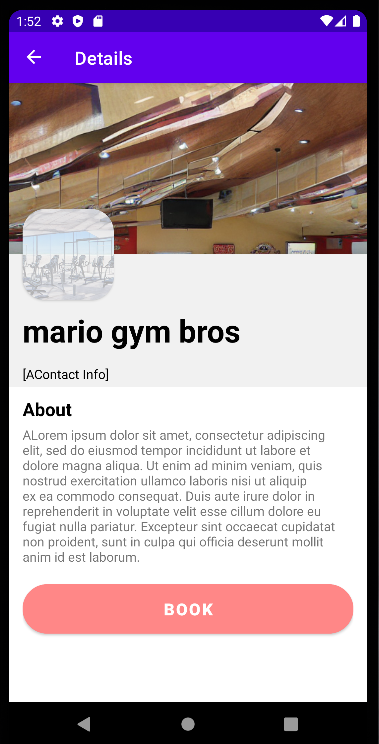 1:52
Details
mario gym bros
[AContact Info]
About
ALorem ipsum dolor sit amet, consectetur adipiscing
elit, sed do eiusmod tempor incididunt ut labore et
dolore magna aliqua. Ut enim ad minim veniam, quis
nostrud exercitation ullamco laboris nisi ut aliquip
ex ea commodo consequat. Duis aute irure dolor in
reprehenderit in voluptate velit esse cillum dolore eu
fugiat nulla pariatur. Excepteur sint occaecat cupidatat
non proident, sunt in culpa qui officia deserunt mollit
anim id est laborum.
BOOK